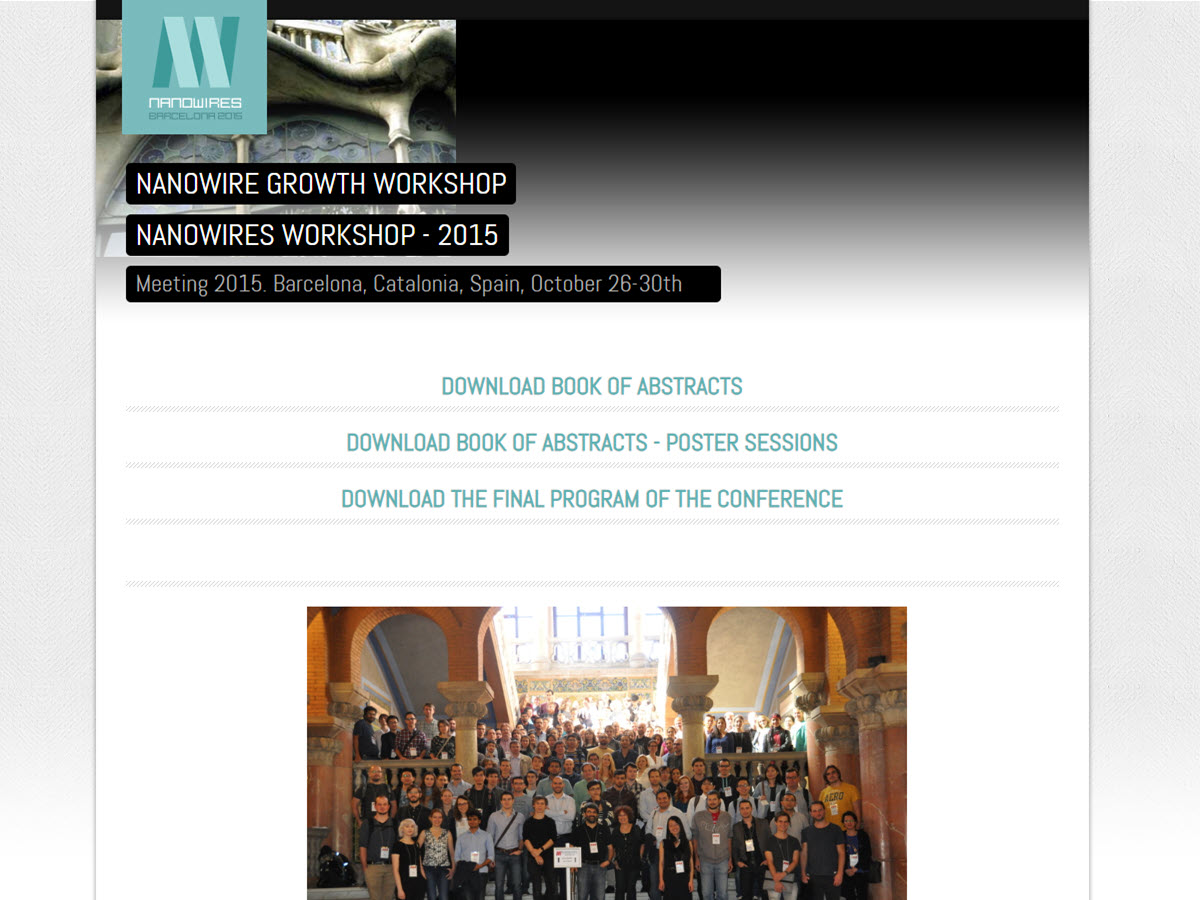 NANOWIRES
BARCELONA 2015
NANOWIRE GROWTH WORKSHOP
NANOWIRES WORKSHOP - 2015
Meeting 2015. Barcelona, Catalonia, Spain, October 26-30th
DOWNLOAD BOOK OF ABSTRACTS
DOWNLOAD BOOK OF ABSTRACTS - POSTER SESSIONS
DOWNLOAD THE FINAL PROGRAM OF THE CONFERENCE
AERO